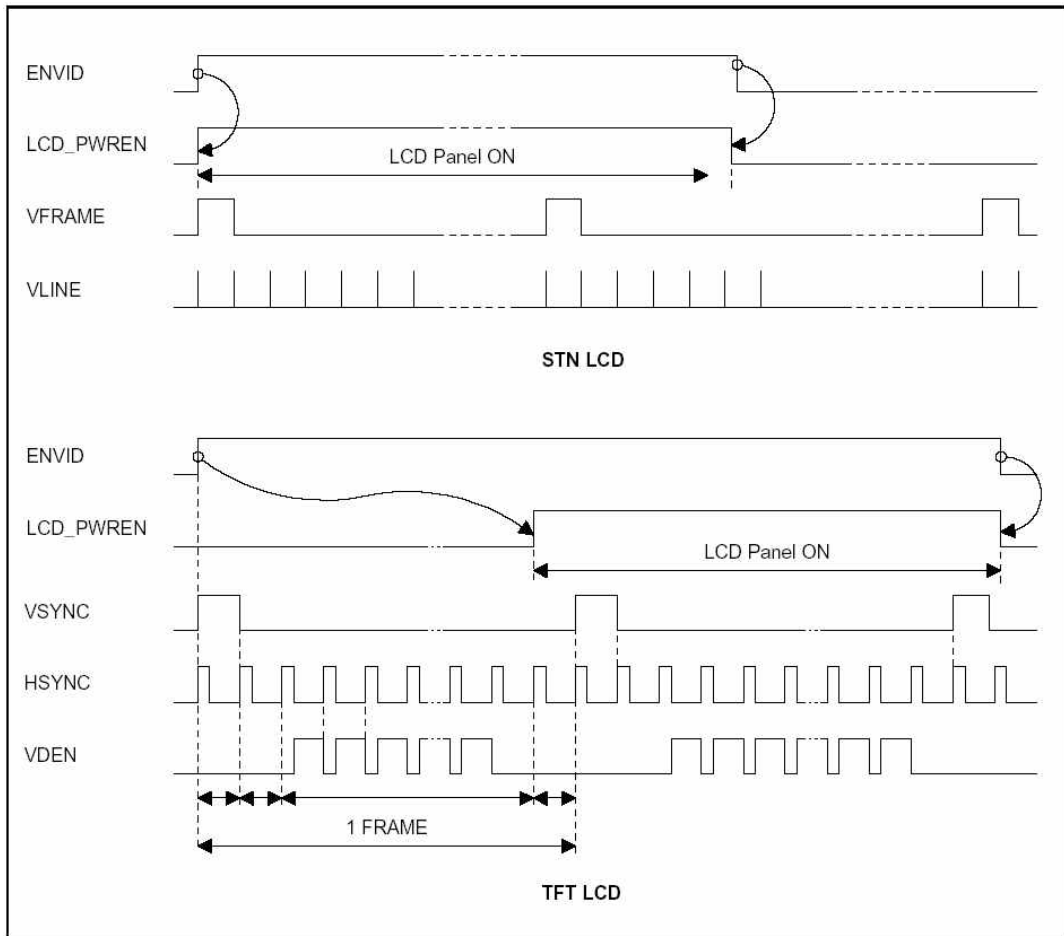 ENVID
LCD_PWREN
LCD Panel ON
VFRAME
VLINE
STN LCD
ENVID
LCD_PWREN
LCD Panel ON
VSYNC
HSYNC
VDEN
1 FRAME
TFT LCD